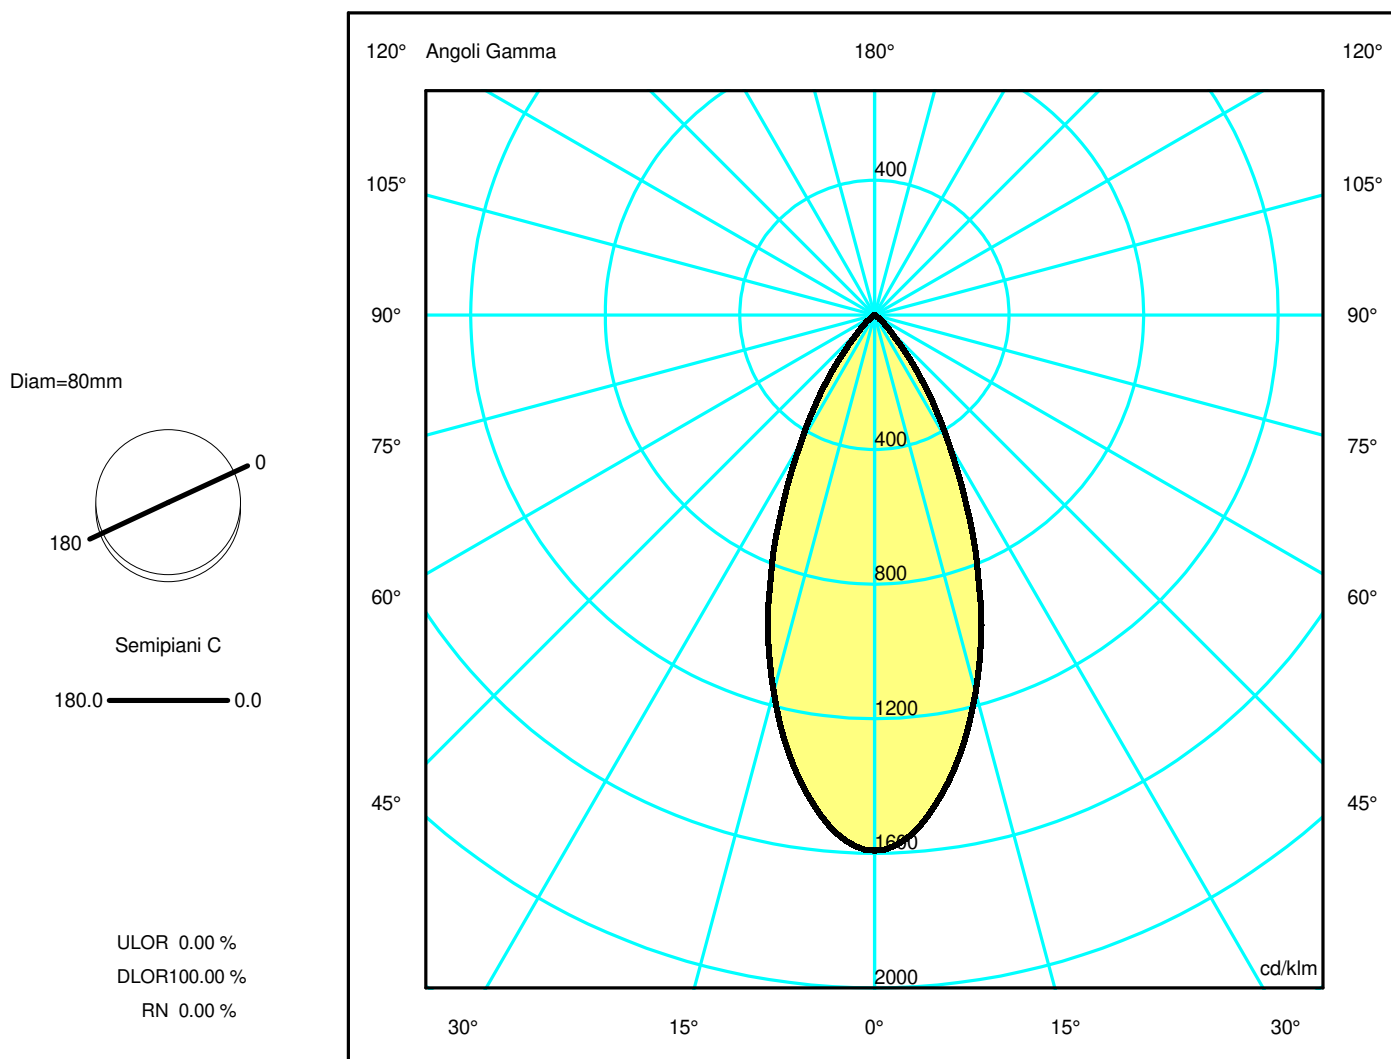 120° Angoli Gamma 180° 120°
400
105° 105°
90° 90°
Diam=80mm
400
75° 75°
0
180
800
60° 60°
Semipiani C
180.0 0.0
1200
45° 45°
1600
ULOR 0.00 %
cd/klm
DLOR100.00 %
2000
RN 0.00 %
30° 15° 0° 15° 30°